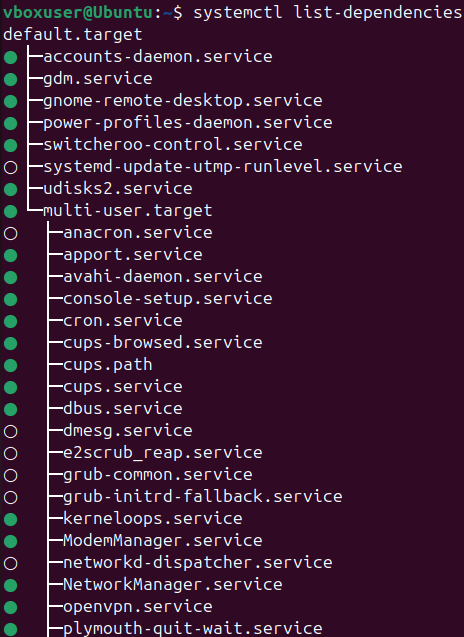 vboxuser@Ubuntu:~$ systemctl list-dependencies
default.target
● ├─accounts-daemon.service
● ├─gdm.service
● ├─gnome-remote-desktop.service
● ├─power-profiles-daemon.service
● ├─switcheroo-control.service
○ ├─systemd-update-utmp-runlevel.service
● ├─udisks2.service
● └─multi-user.target
○   ├─anacron.service
●   ├─apport.service
●   ├─avahi-daemon.service
●   ├─console-setup.service
●   ├─cron.service
●   ├─cups-browsed.service
●   ├─cups.path
●   ├─cups.service
●   ├─dbus.service
○   ├─dmesg.service
○   ├─e2scrub_reap.service
○   ├─grub-common.service
○   ├─grub-initrd-fallback.service
●   ├─kerneloops.service
●   ├─ModemManager.service
○   ├─networkd-dispatcher.service
●   ├─NetworkManager.service
●   ├─openvpn.service
●   ├─plymouth-quit-wait.service